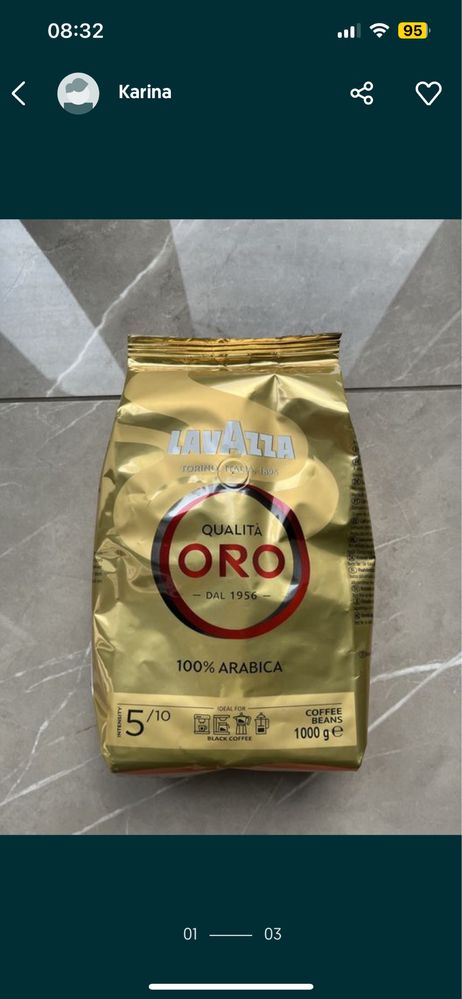 08:32
95
Karina
LAVAZZA
TORINO, ITALIA, 1895
QUALITÀ
ORO
DAL 1956
100% ARABICA
INTENSITY
5/10
IDEAL FOR
BLACK COFFEE
COFFEE
BEANS
1000 g ℮
01
03